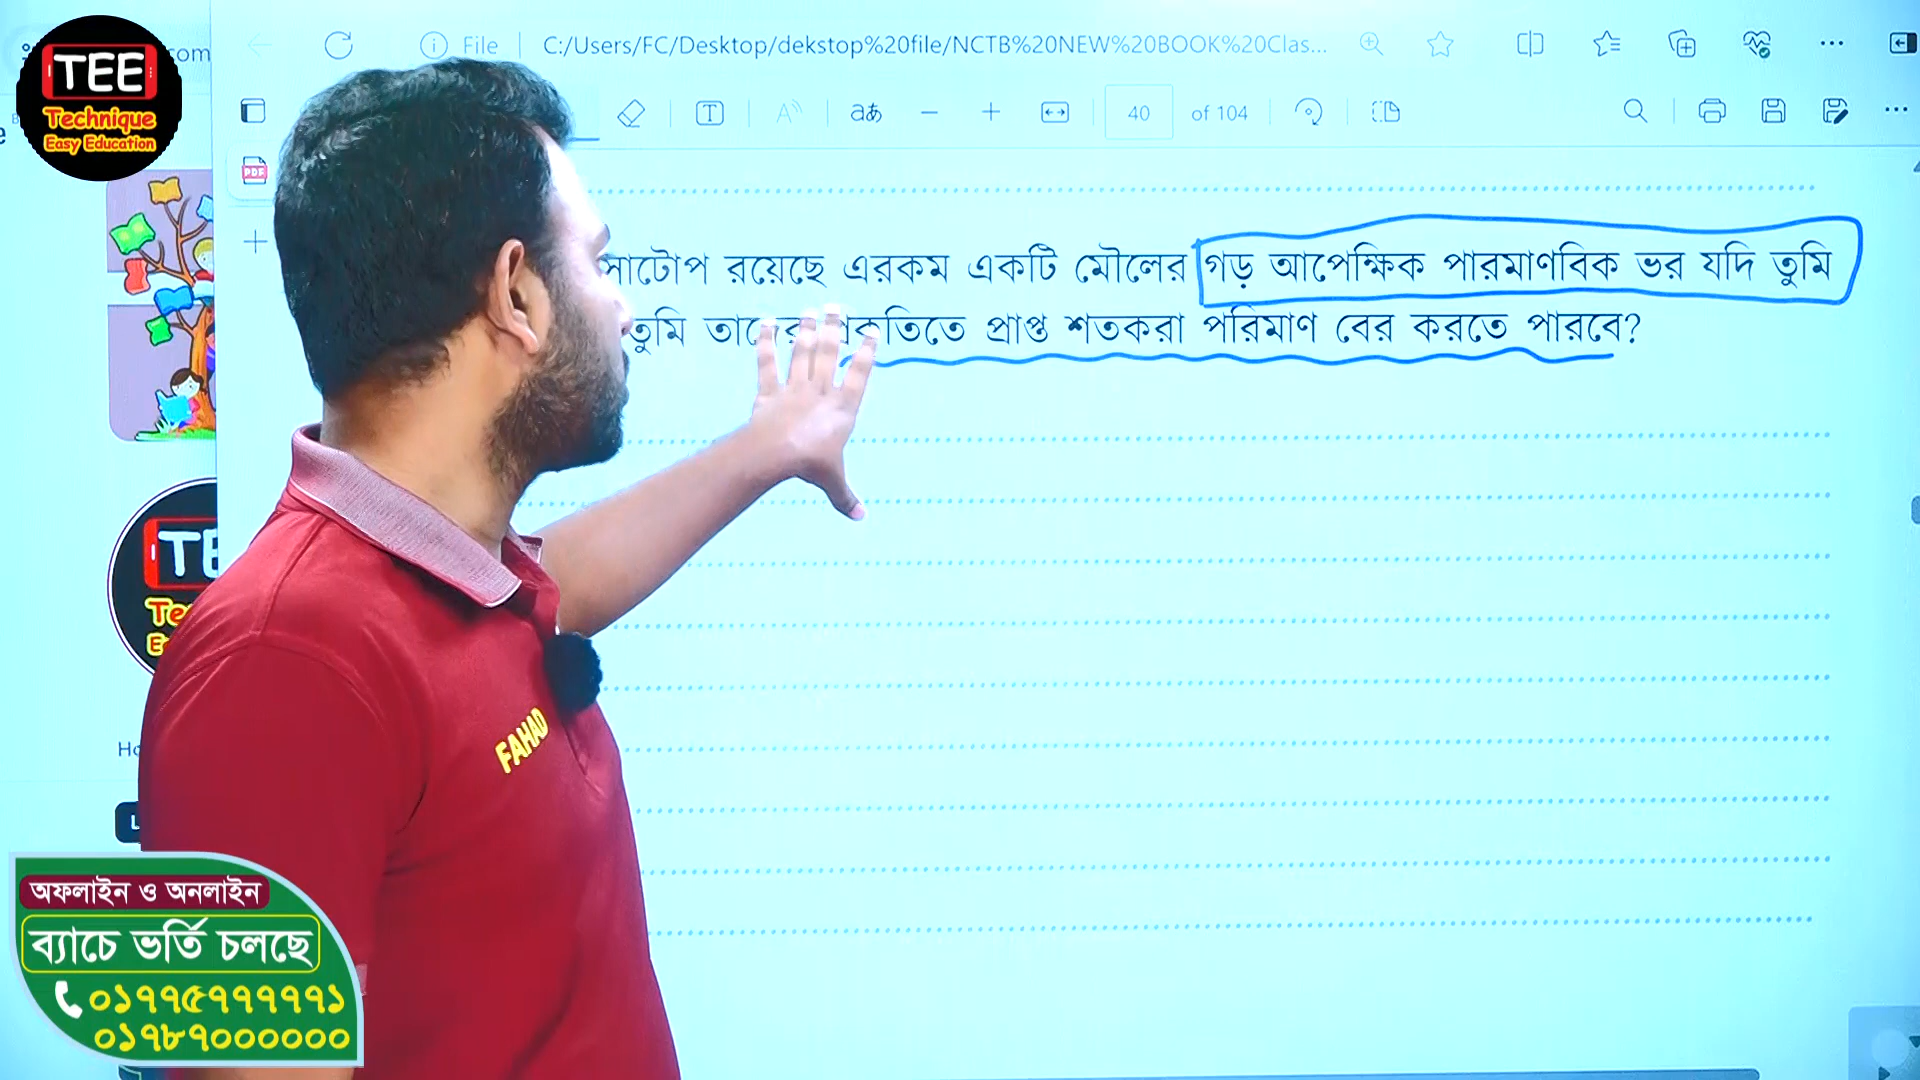 TEE
Technique
Easy Education
com
File
C:/Users/FC/Desktop/dekstop%20file/NCTB%20NEW%20BOOK%20Clas...
40 of 104
PDF
সাটোপ রয়েছে এরকম একটি মৌলের গড় আপেক্ষিক পারমাণবিক ভর যদি তুমি
তুমি তাদের প্রকৃতিতে প্রাপ্ত শতকরা পরিমাণ বের করতে পারবে?
FAHAD
অফলাইন ও অনলাইন
ব্যাচে ভর্তি চলছে
০১৭৭৫৭৭৭৭৭১
০১৭৮৭০০০০০০